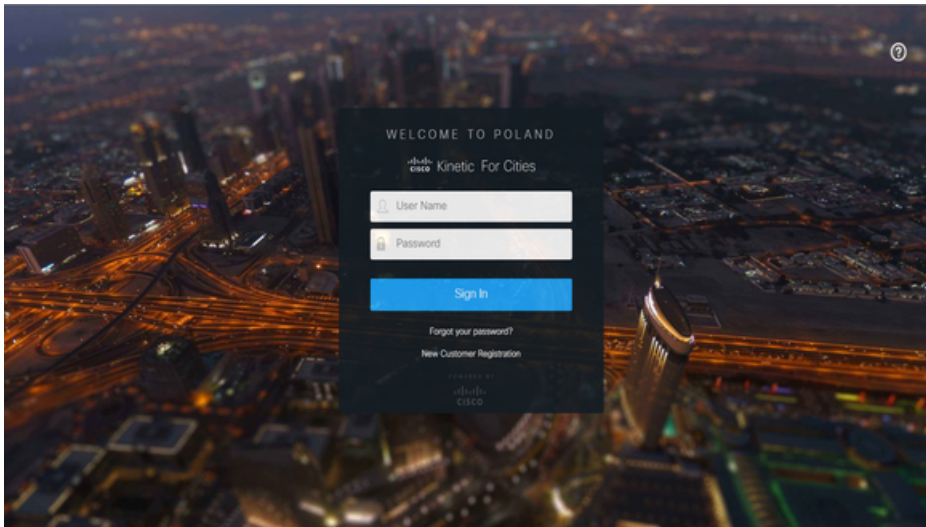 ?
WELCOME TO POLAND
CISCO Kinetic For Cities
User Name
Password
Sign In
Forgot your password?
New Customer Registration
POWERED BY
CISCO